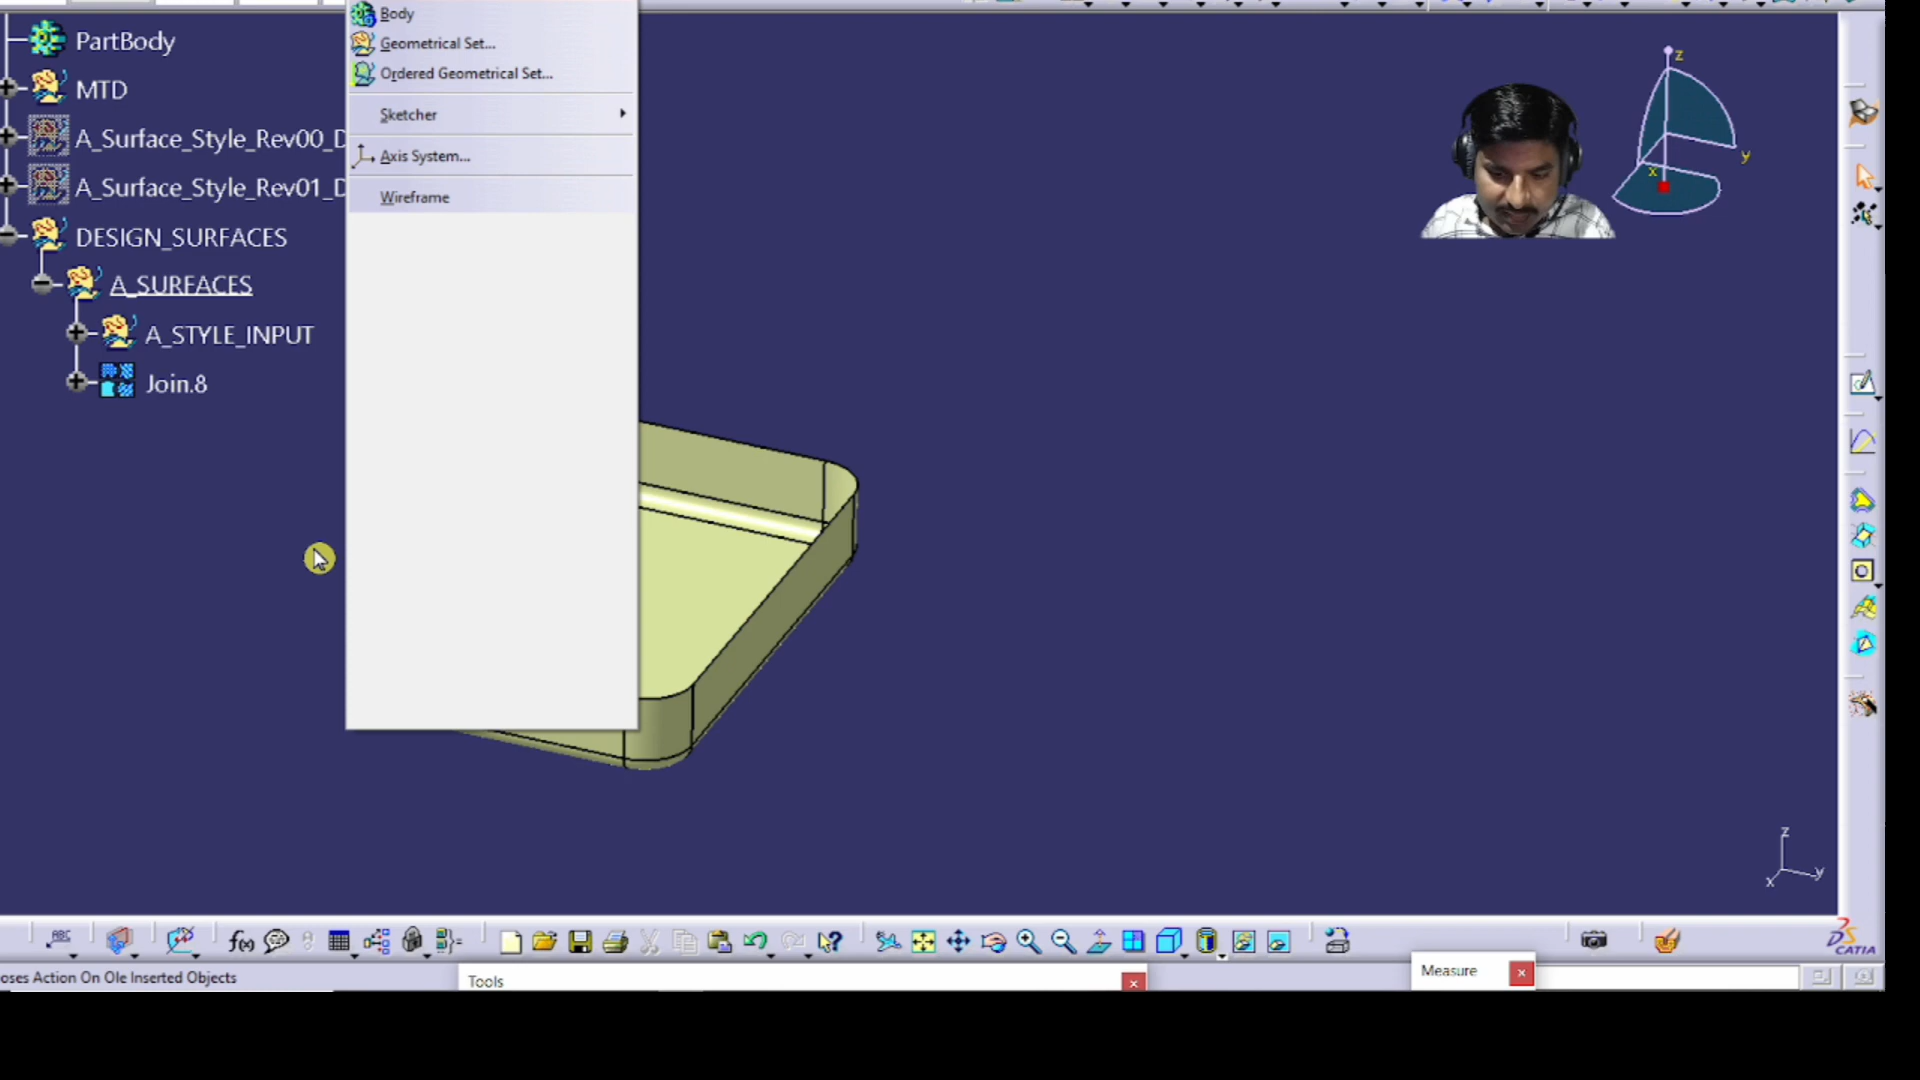 Body
Geometrical Set...
Ordered Geometrical Set...
Sketcher
Axis System...
Wireframe
PartBody
MTD
A_Surface_Style_Rev00_D
A_Surface_Style_Rev01_D
DESIGN_SURFACES
A_SURFACES
A_STYLE_INPUT
Join.8
z
y
x
z
y
x
ABC
f(x)
CATIA
oses Action On Ole Inserted Objects
Tools
Measure